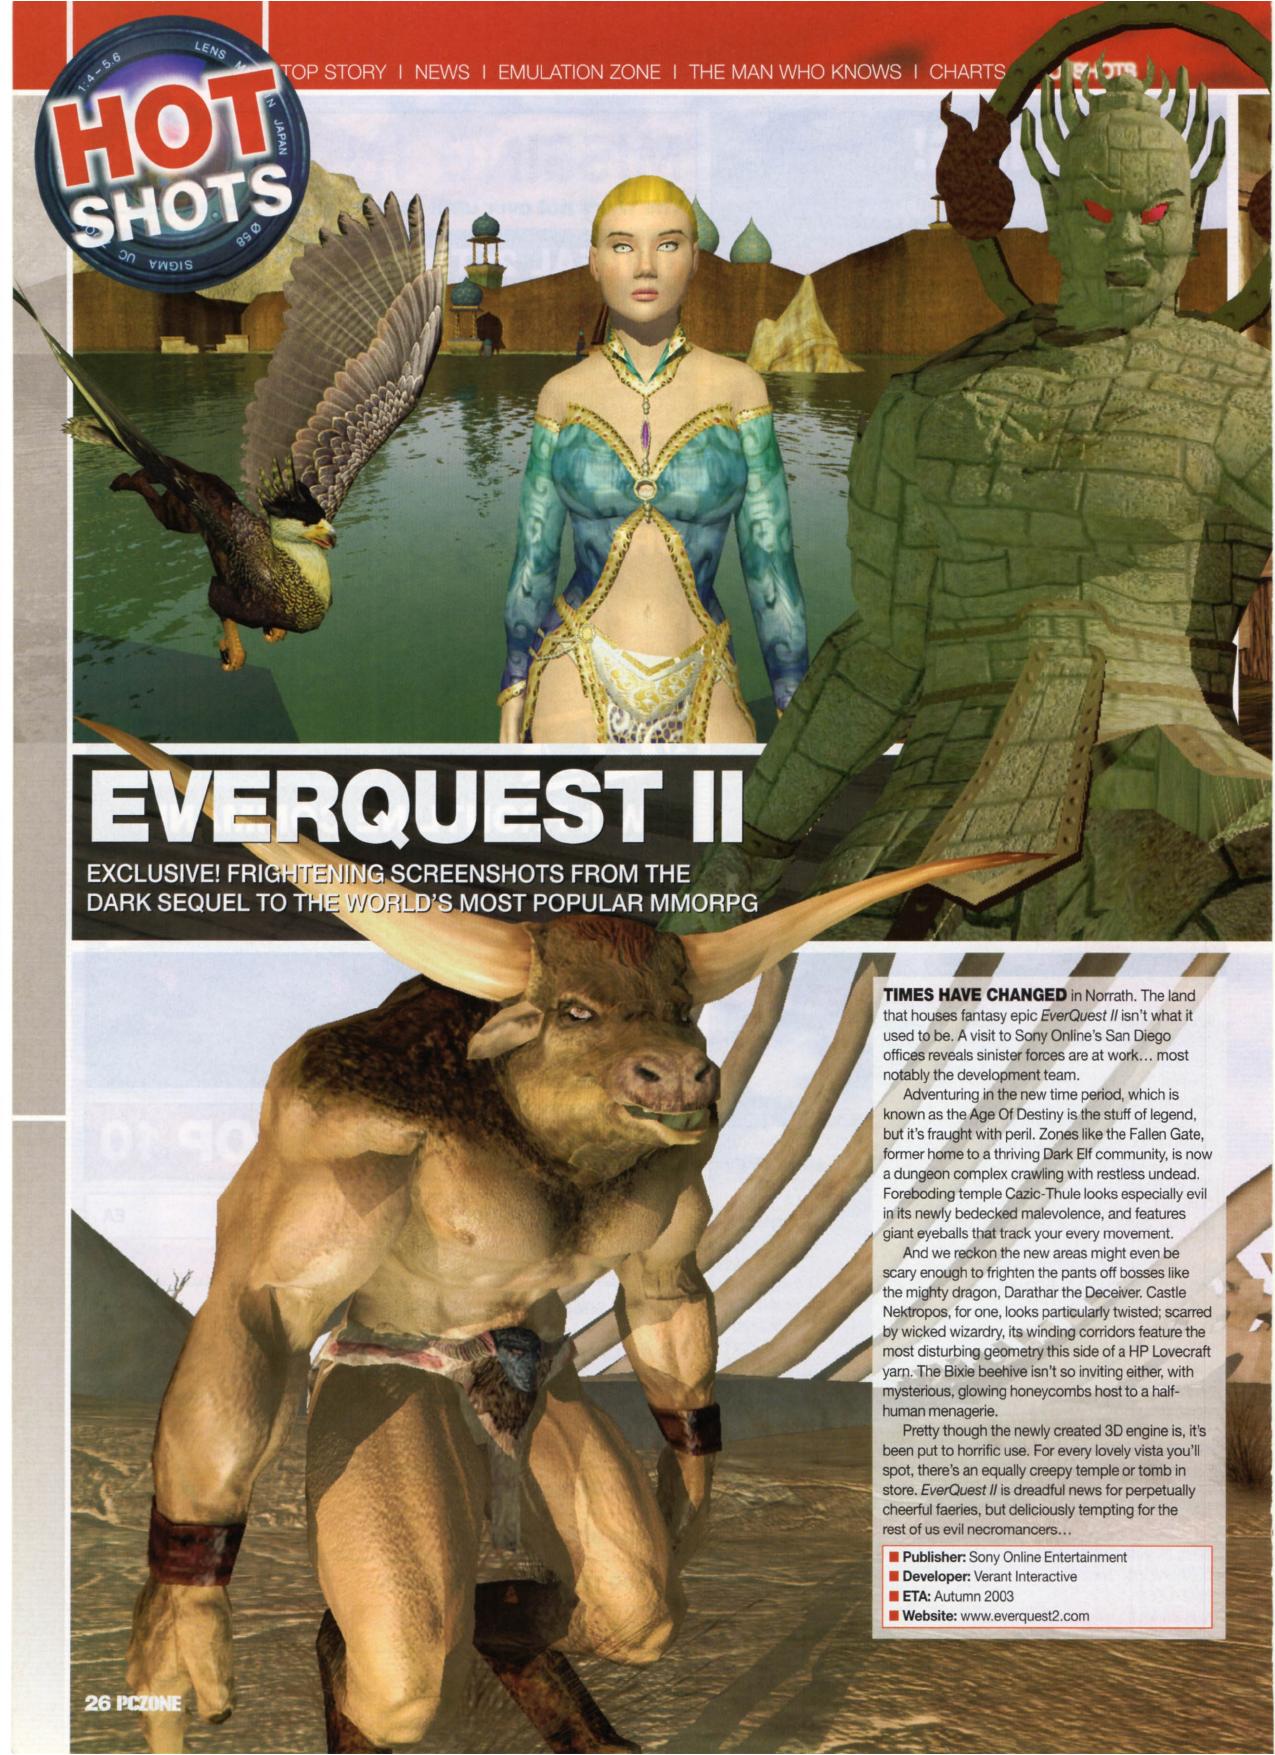 TOP STORY I NEWS I EMULATION ZONE I THE MAN WHO KNOWS I CHARTS
HOT
SHOTS
1:4-5.6
LENS
JAPAN
Ø58
SIGMA
UC
EVERQUEST II
EXCLUSIVE! FRIGHTENING SCREENSHOTS FROM THE
DARK SEQUEL TO THE WORLD'S MOST POPULAR MMORPG
TIMES HAVE CHANGED in Norrath. The land
that houses fantasy epic EverQuest II isn't what it
used to be. A visit to Sony Online's San Diego
offices reveals sinister forces are at work... most
notably the development team.
Adventuring in the new time period, which is
known as the Age Of Destiny is the stuff of legend,
but it's fraught with peril. Zones like the Fallen Gate,
former home to a thriving Dark Elf community, is now
a dungeon complex crawling with restless undead.
Foreboding temple Cazic-Thule looks especially evil
in its newly bedecked malevolence, and features
giant eyeballs that track your every movement.
And we reckon the new areas might even be
scary enough to frighten the pants off bosses like
the mighty dragon, Darathar the Deceiver. Castle
Nektropos, for one, looks particularly twisted; scarred
by wicked wizardry, its winding corridors feature the
most disturbing geometry this side of a HP Lovecraft
yarn. The Bixie beehive isn't so inviting either, with
mysterious, glowing honeycombs host to a half-
human menagerie.
Pretty though the newly created 3D engine is, it's
been put to horrific use. For every lovely vista you'll
spot, there's an equally creepy temple or tomb in
store. EverQuest II is dreadful news for perpetually
cheerful faeries, but deliciously tempting for the
rest of us evil necromancers...
Publisher: Sony Online Entertainment
Developer: Verant Interactive
ETA: Autumn 2003
Website: www.everquest2.com
26 PCZONE